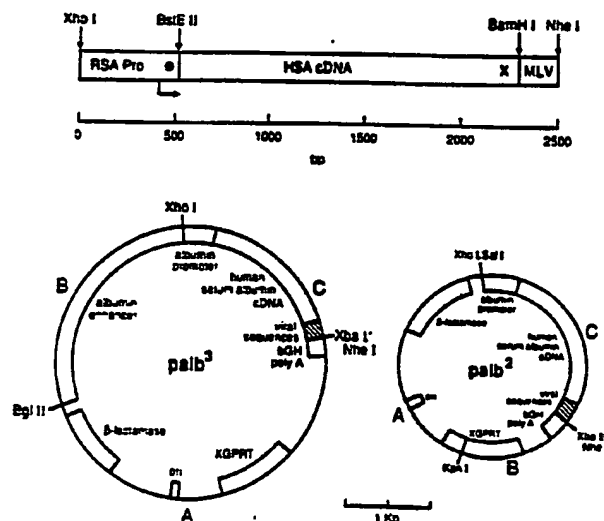 Xho I BstE II BamH I Nhe I
RSA Pro HSA cDNA X MLV
0 500 1000 1500 2000 2500
bp
Xho I
B
albumin
promoter
C
human
serum albumin
cDNA
albumin
enhancer
viral
sequences
Xba I'
Nhe I
bGH
poly A
palb3
Bgl II
β-lactamase
ori
XGPRT
A
Xho I/Sal I
albumin
promoter
β-lactamase
C
human
serum albumin
cDNA
palb2
viral
sequences
A
ori
bGH
poly A
Xba I
Nhe
XGPRT
Kpn I
B
1 Kp